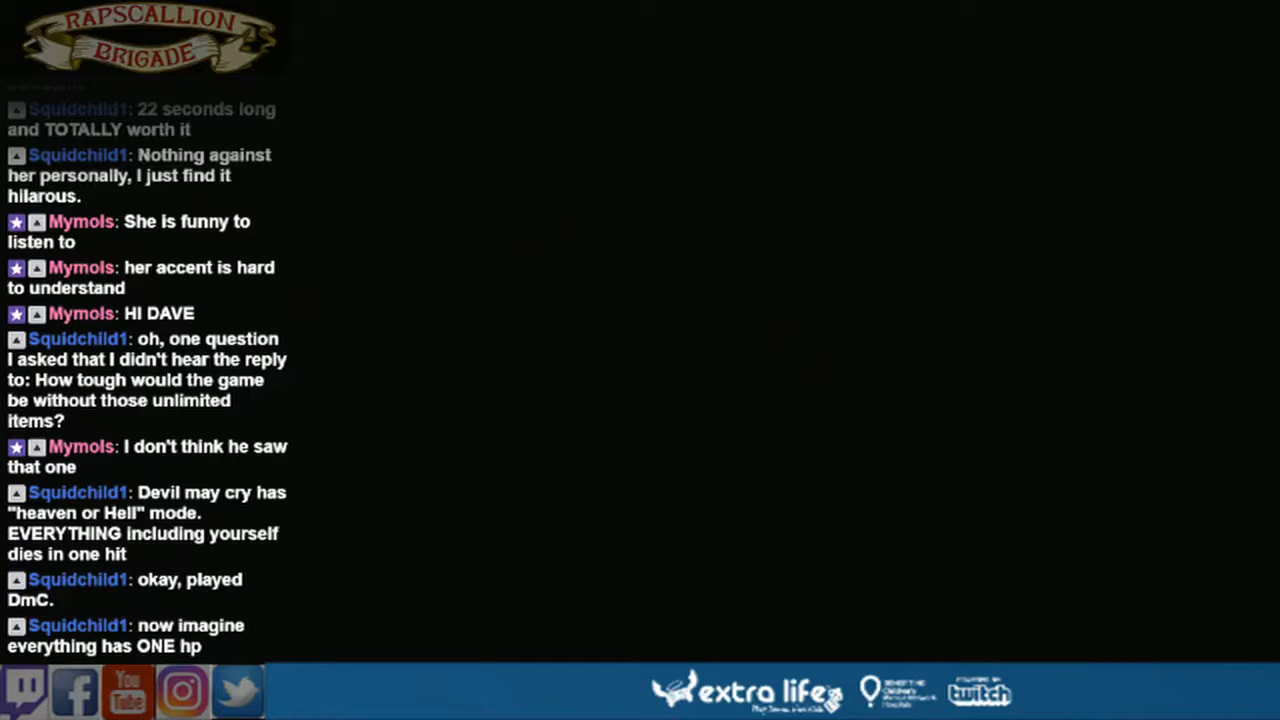 RAPSCALLION
BRIGADE
Squidchild1: 22 seconds long
and TOTALLY worth it
Squidchild1: Nothing against
her personally, I just find it
hilarous.
Mymols: She is funny to
listen to
Mymols: her accent is hard
to understand
Mymols: HI DAVE
Squidchild1: oh, one question
I asked that I didn't hear the reply
to: How tough would the game
be without those unlimited
items?
Mymols: I don't think he saw
that one
Squidchild1: Devil may cry has
"heaven or Hell" mode.
EVERYTHING including yourself
dies in one hit
Squidchild1: okay, played
DmC.
Squidchild1: now imagine
everything has ONE hp
You
Tube
extra life
twitch